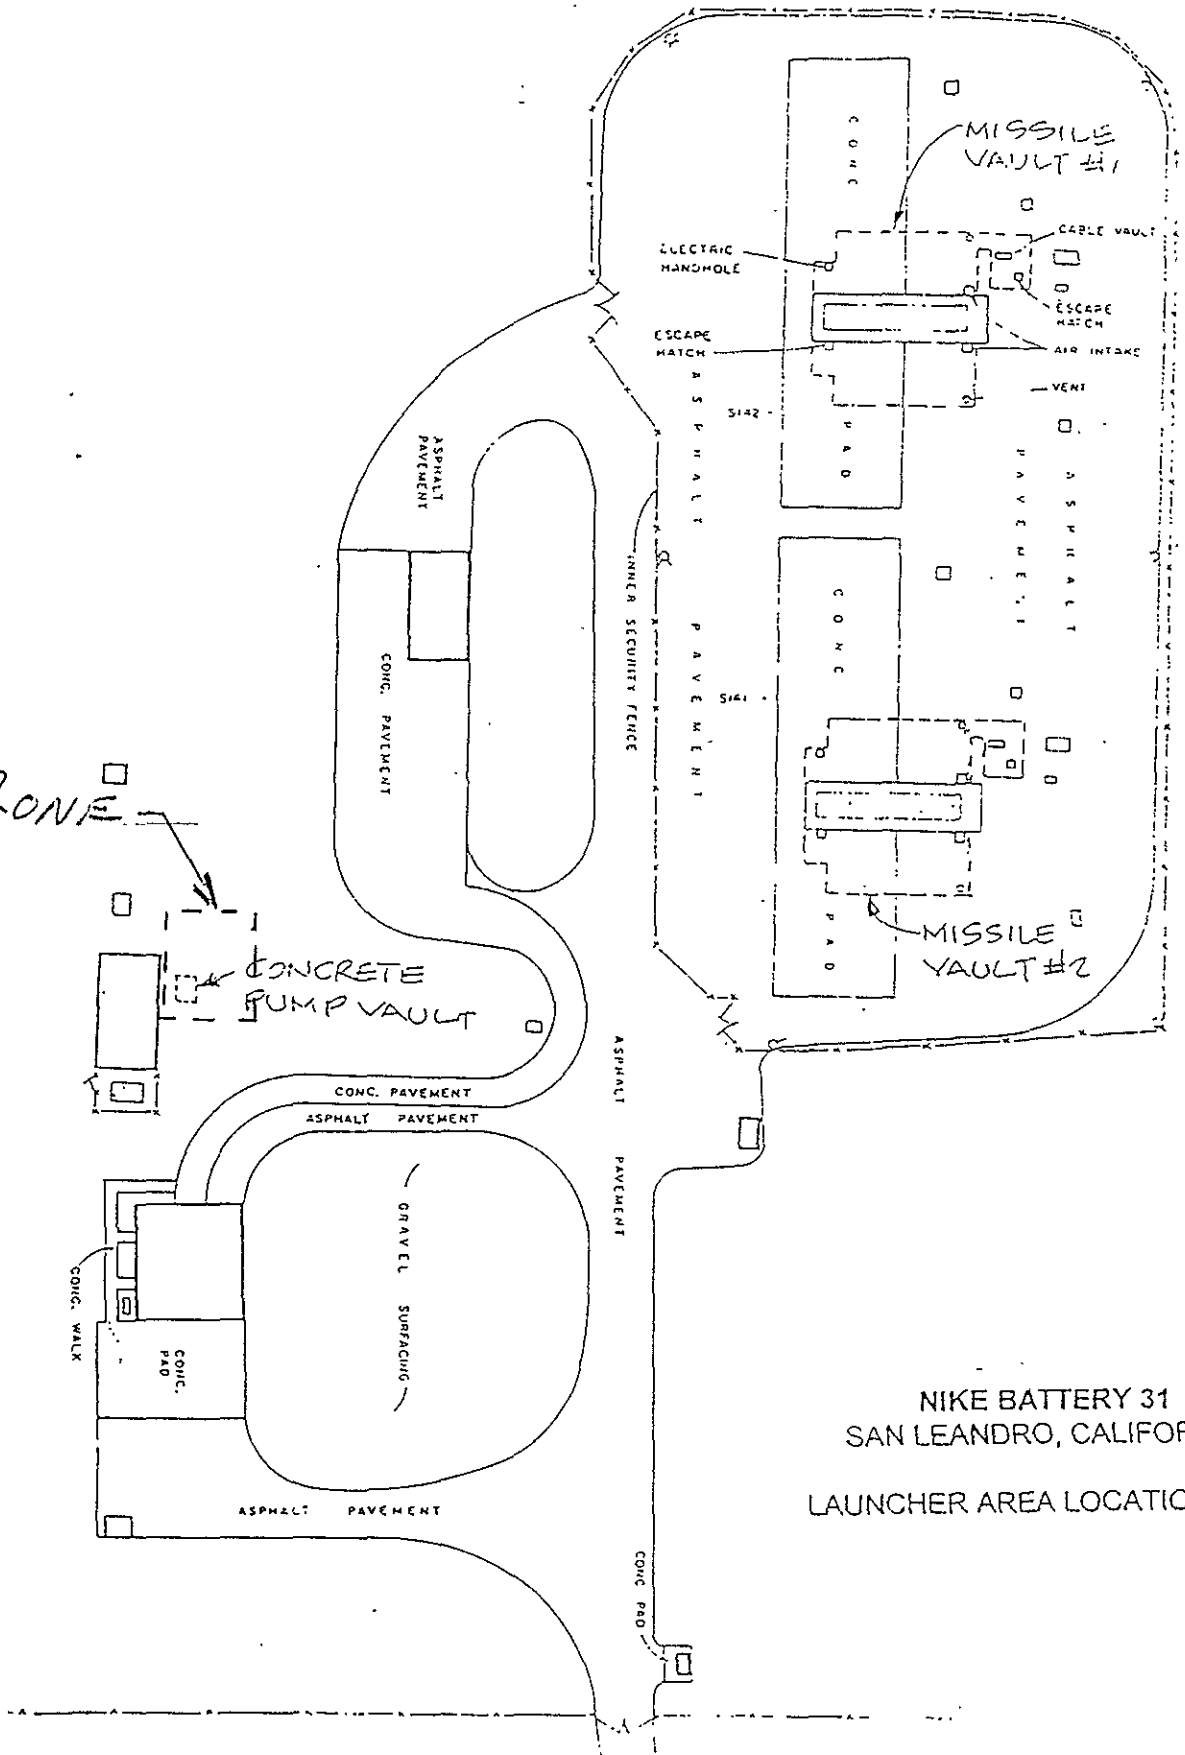 MISSILE
VAULT #1
CONC
ELECTRIC
HANDHOLE
CABLE VAULT
ESCAPE
HATCH
ESCAPE
HATCH
AIR INTAKE
VENT
S142
PAD
ASPHALT PAVEMENT
ASPHALT
PAVEMENT
ASPHALT
PAVEMENT
INNER SECURITY FENCE
CONC
CONC. PAVEMENT
S141
ZONE
PAD
MISSILE
VAULT #2
CONCRETE
PUMP VAULT
ASPHALT PAVEMENT
CONC. PAVEMENT
ASPHALT PAVEMENT
GRAVEL SURFACING
CONC. WALK
CONC.
PAD
NIKE BATTERY 31
SAN LEANDRO, CALIFOR
LAUNCHER AREA LOCATIO
ASPHALT PAVEMENT
CONC PAD